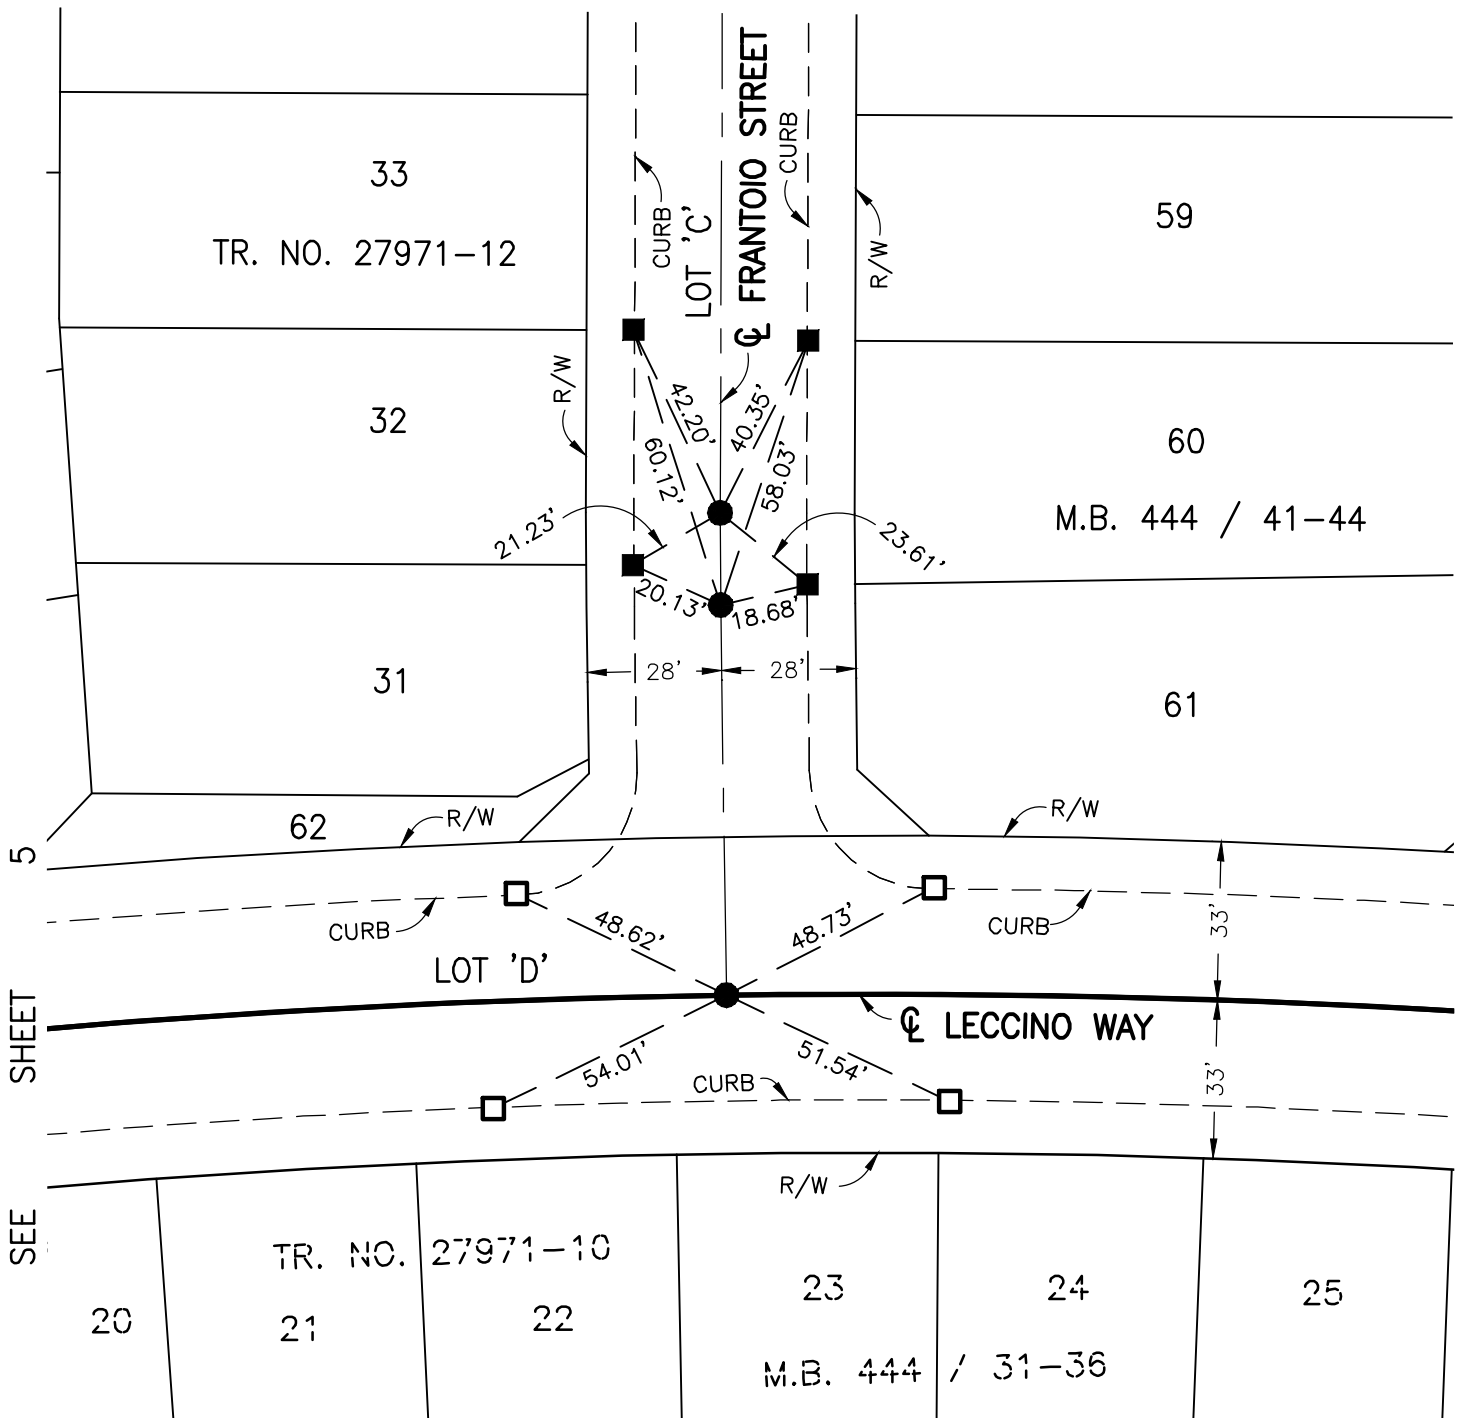 33
TR. NO. 27971-12
CURB
LOT 'C'
℄ FRANTOIO STREET
CURB
R/W
59
32
R/W
42.20'
40.35'
60.12'
58.03'
60
M.B. 444 / 41-44
21.23'
23.61'
20.13'
18.68'
31
28'
28'
61
62
R/W
R/W
SEE SHEET 5
CURB
48.62'
48.73'
CURB
33'
LOT 'D'
℄ LECCINO WAY
54.01'
51.54'
CURB
33'
R/W
TR. NO. 27971-10
20
21
22
23
24
25
M.B. 444 / 31-36